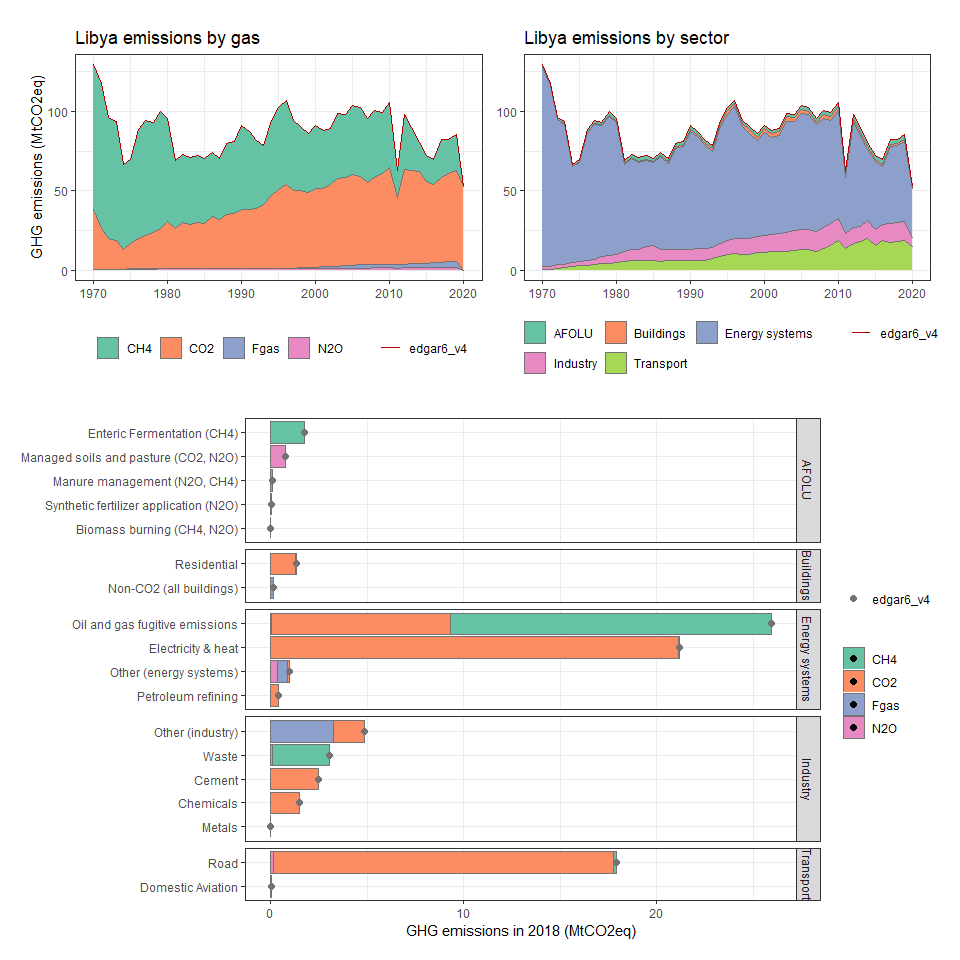 Libya emissions by gas
Libya emissions by sector
GHG emissions (MtCO2eq)
100
50
0
1970 1980 1990 2000 2010 2020
CH4 CO2 Fgas N2O edgar6_v4
100
50
0
1970 1980 1990 2000 2010 2020
AFOLU Buildings Energy systems edgar6_v4
Industry Transport
Enteric Fermentation (CH4)
Managed soils and pasture (CO2, N2O)
Manure management (N2O, CH4)
Synthetic fertilizer application (N2O)
Biomass burning (CH4, N2O)
AFOLU
Residential
Non-CO2 (all buildings)
Buildings
Oil and gas fugitive emissions
Electricity & heat
Other (energy systems)
Petroleum refining
Energy systems
Other (industry)
Waste
Cement
Chemicals
Metals
Industry
Road
Domestic Aviation
Transport
0 10 20
GHG emissions in 2018 (MtCO2eq)
edgar6_v4
CH4
CO2
Fgas
N2O